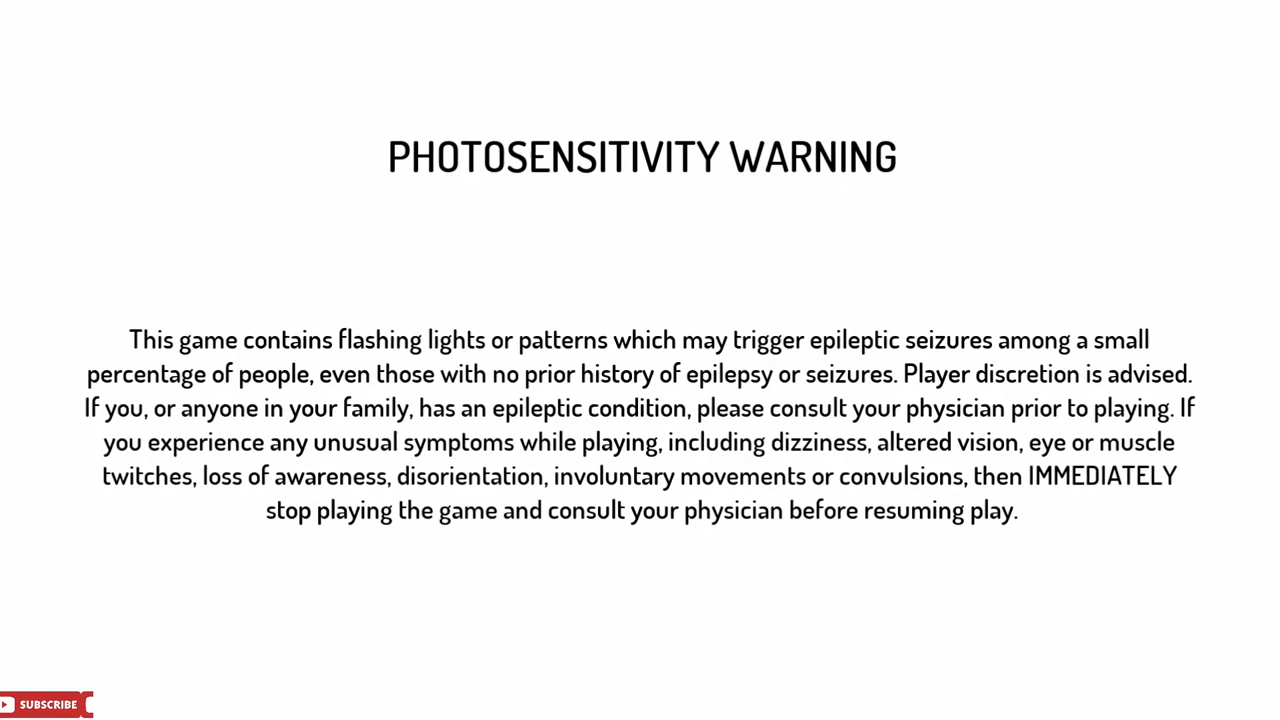 PHOTOSENSITIVITY WARNING
This game contains flashing lights or patterns which may trigger epileptic seizures among a small
percentage of people, even those with no prior history of epilepsy or seizures. Player discretion is advised.
If you, or anyone in your family, has an epileptic condition, please consult your physician prior to playing. If
you experience any unusual symptoms while playing, including dizziness, altered vision, eye or muscle
twitches, loss of awareness, disorientation, involuntary movements or convulsions, then IMMEDIATELY
stop playing the game and consult your physician before resuming play.
SUBSCRIBE